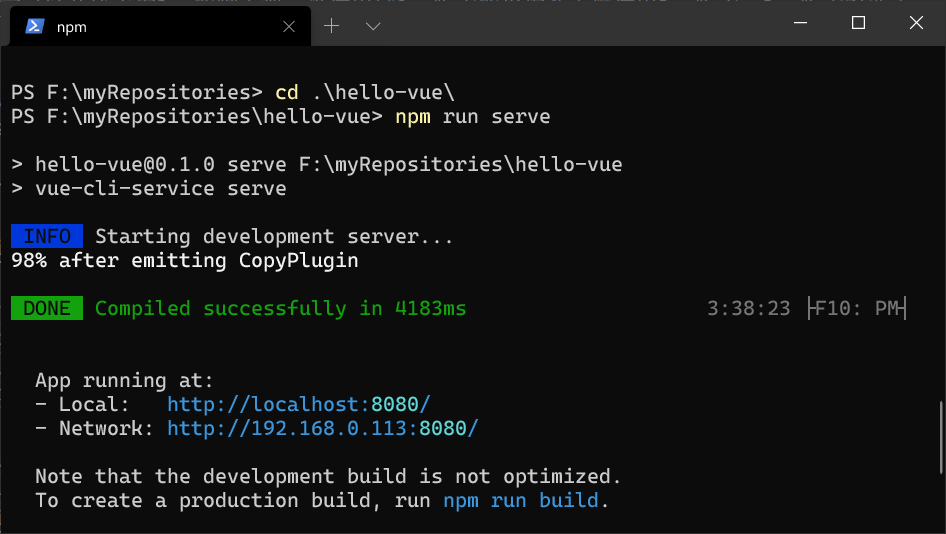 npm
PS F:\myRepositories> cd .\hello-vue\
PS F:\myRepositories\hello-vue> npm run serve
> hello-vue@0.1.0 serve F:\myRepositories\hello-vue
> vue-cli-service serve
INFO Starting development server...
98% after emitting CopyPlugin
DONE Compiled successfully in 4183ms 3:38:23 ├F10: PM┤
App running at:
- Local: http://localhost:8080/
- Network: http://192.168.0.113:8080/
Note that the development build is not optimized.
To create a production build, run npm run build.